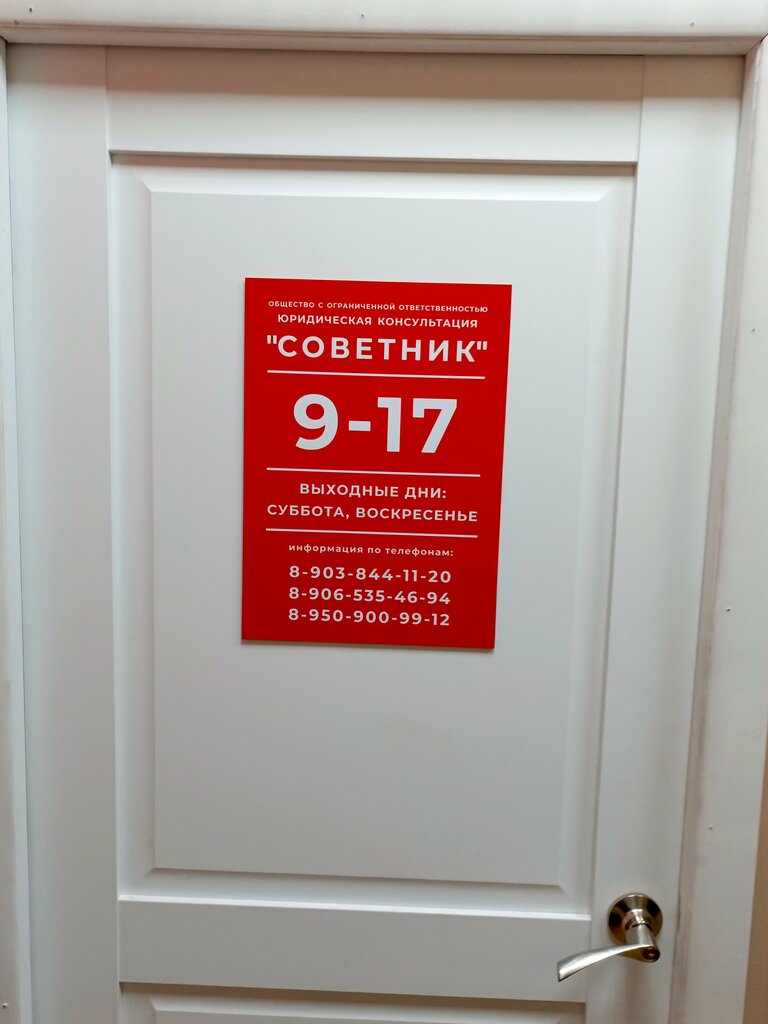 ОБЩЕСТВО С ОГРАНИЧЕННОЙ ОТВЕТСТВЕННОСТЬЮ
ЮРИДИЧЕСКАЯ КОНСУЛЬТАЦИЯ
"СОВЕТНИК"
9-17
ВЫХОДНЫЕ ДНИ:
СУББОТА, ВОСКРЕСЕНЬЕ
информация по телефонам:
8-903-844-11-20
8-906-535-46-94
8-950-900-99-12